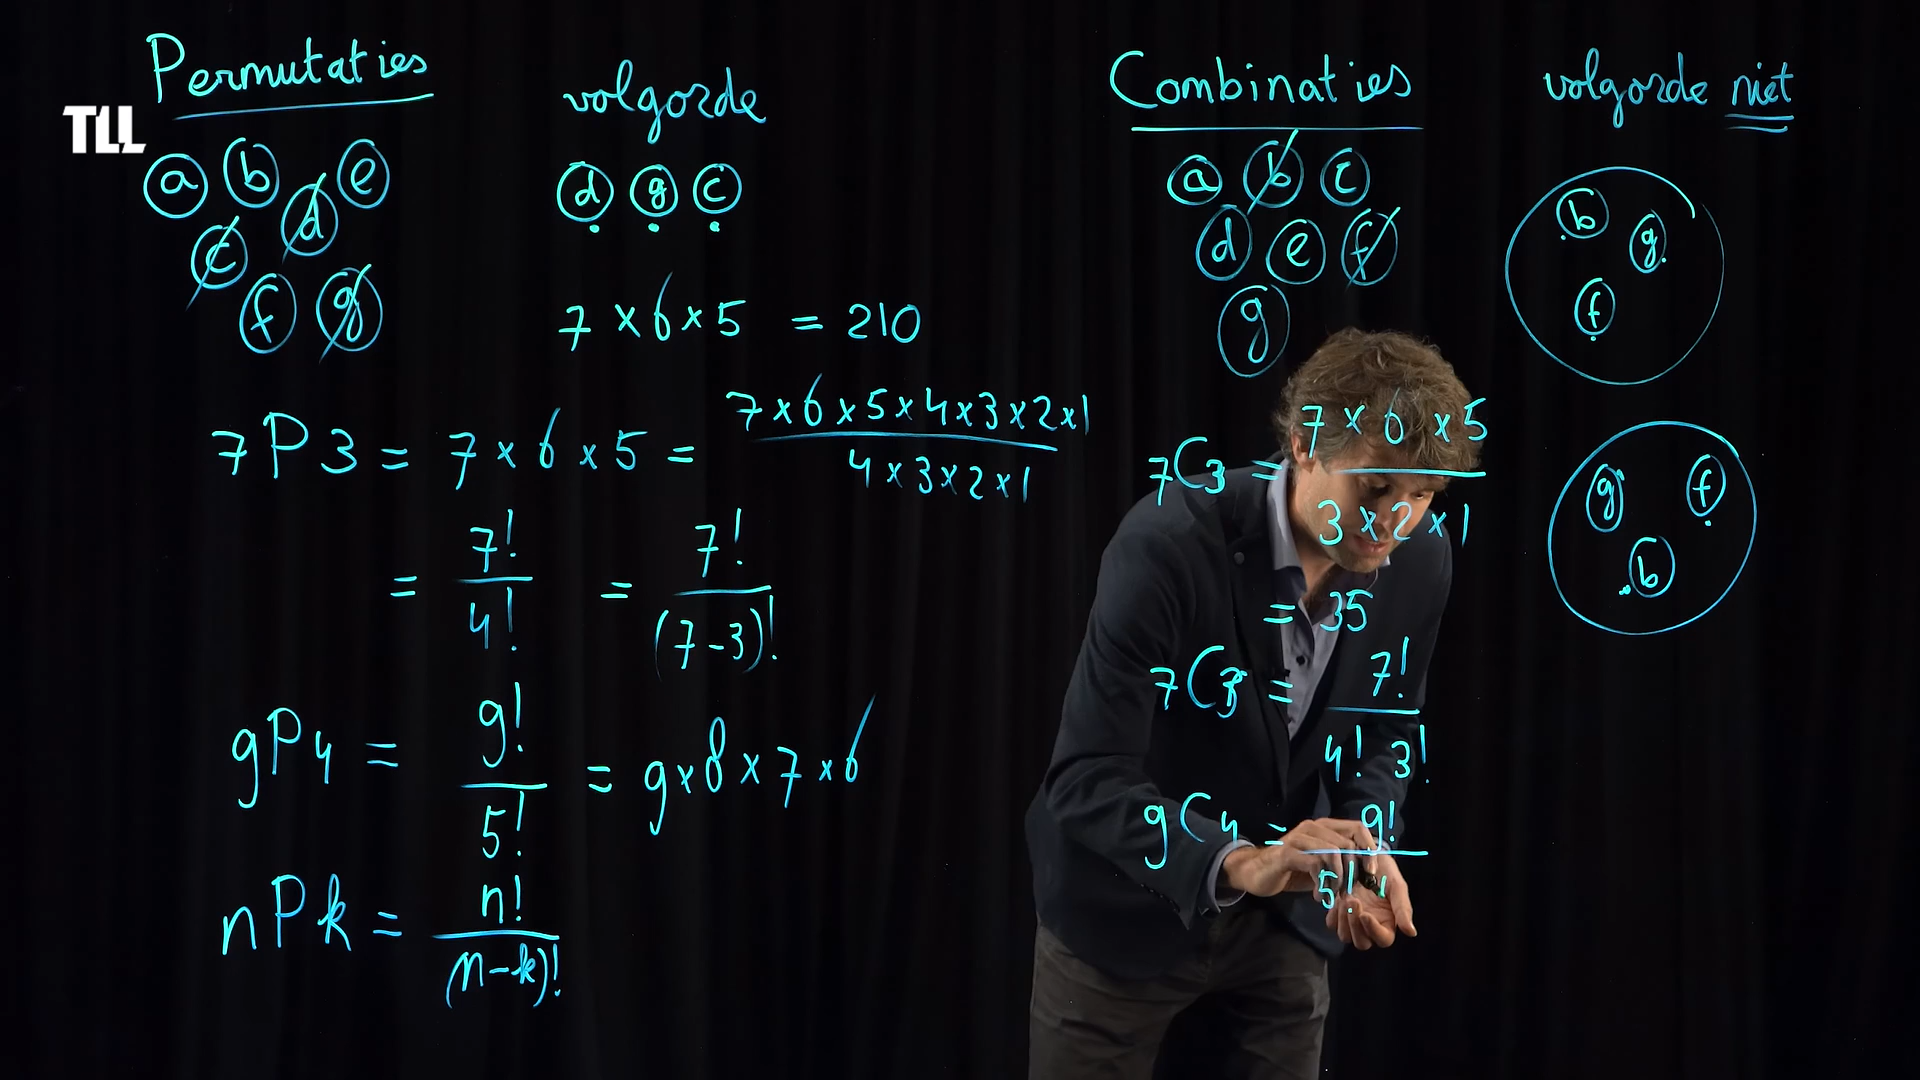 TLL
Permutaties
volgorde
a b e
c d
f g
d g c
7 × 6 × 5 = 210
7P3 = 7 × 6 × 5 = 7×6×5×4×3×2×1 / 4×3×2×1
= 7! / 4! = 7! / (7-3)!
9P4 = 9! / 5! = 9×8×7×6
nPk = n! / (n-k)!
Combinaties
volgorde niet
a b c
d e f
g
b g
f
7C3 = 7 × 6 × 5 / 3 × 2 × 1
= 35
g f
b
7C3 = 7! / 4! 3!
9C4 = 9! / 5!